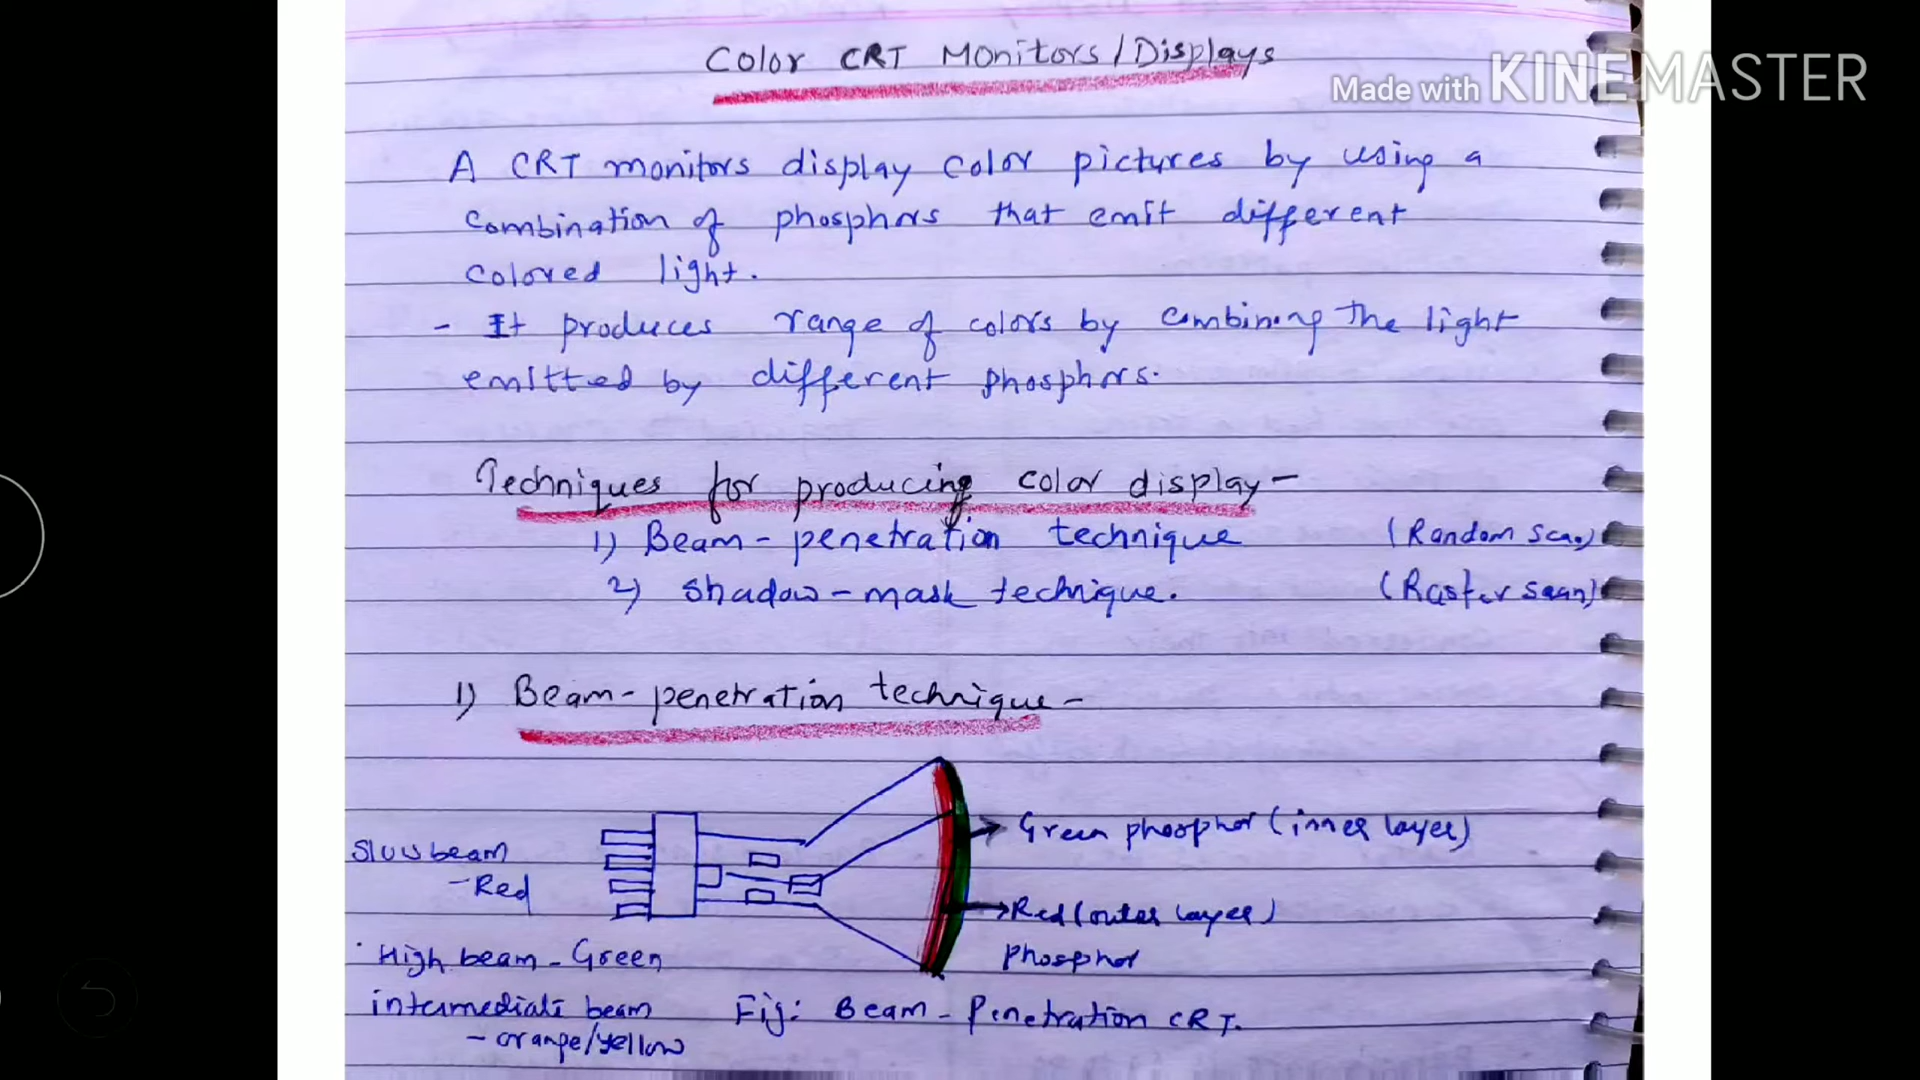 Color CRT Monitors/Displays
Made with KINEMASTER
A CRT monitors display color pictures by using a
combination of phosphors that emit different
colored light.
- It produces range of colors by combining the light
emitted by different phosphors.
Techniques for producing color display-
1) Beam-penetration technique (Random Scan)
2) Shadow-mask technique. (Raster Scan)
1) Beam-penetration technique-
Green phosphor (inner layer)
Slow beam
-Red
Red (outer layer)
phosphor
High beam - Green
intermediate beam
- orange/yellow
Fig: Beam-Penetration CRT.